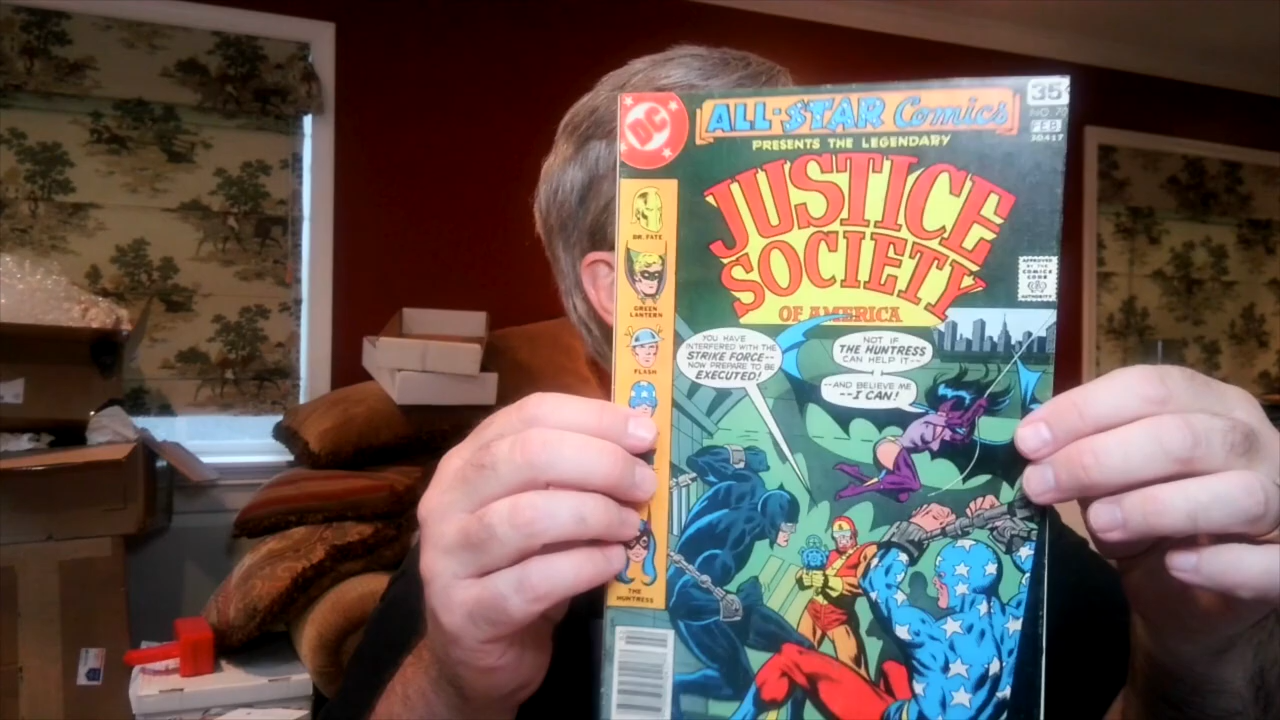 DC
ALL-STAR Comics
35
NO. 70
FEB.
30417
PRESENTS THE LEGENDARY
JUSTICE
SOCIETY
OF AMERICA
APPROVED
BY THE
COMICS
CODE
AUTHORITY
DR. FATE
GREEN
LANTERN
FLASH
THE
HUNTRESS
YOU HAVE
INTERFERED WITH THE
STRIKE FORCE--
NOW PREPARE TO BE
EXECUTED!
NOT IF
THE HUNTRESS
CAN HELP IT--
--AND BELIEVE ME
--I CAN!